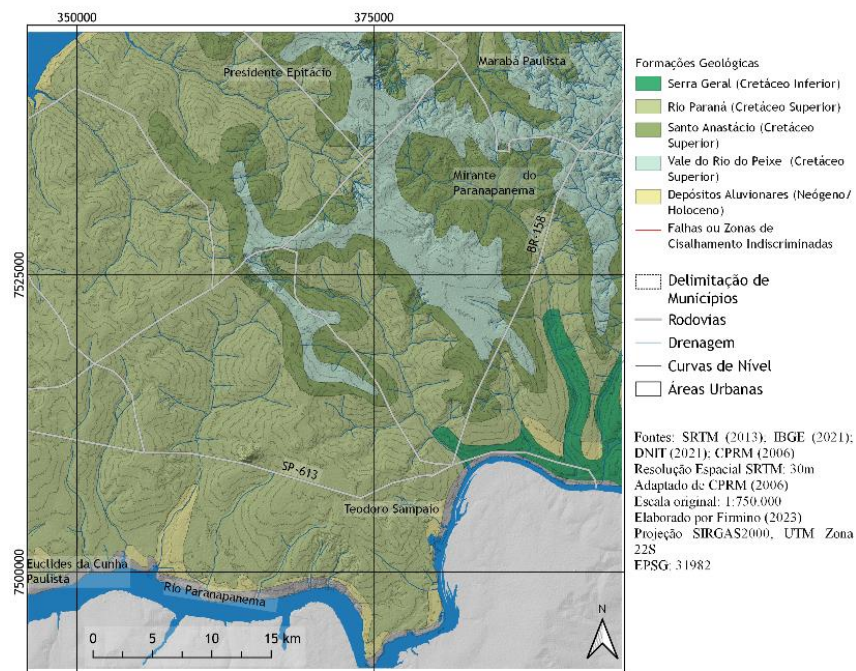 350000
375000
Presidente Epitácio
Marabá Paulista
Mirante do
Paranapanema
BR-158
7525000
SP-613
Teodoro Sampaio
Euclides da Cunha
Paulista
7500000
Rio Paranapanema
0 5 10 15 km
N
Formações Geológicas
Serra Geral (Cretáceo Inferior)
Rio Paraná (Cretáceo Superior)
Santo Anastácio (Cretáceo
Superior)
Vale do Rio do Peixe (Cretáceo
Superior)
Depósitos Aluvionares (Neógeno/
Holoceno)
Falhas ou Zonas de
Cisalhamento Indiscriminadas
Delimitação de
Municípios
Rodovias
Drenagem
Curvas de Nível
Áreas Urbanas
Fontes: SRTM (2013); IBGE (2021);
DNIT (2021); CPRM (2006)
Resolução Espacial SRTM: 30m
Adaptado de CPRM (2006)
Escala original: 1:750.000
Elaborado por Firmino (2023)
Projeção SIRGAS2000, UTM Zona
22S
EPSG: 31982